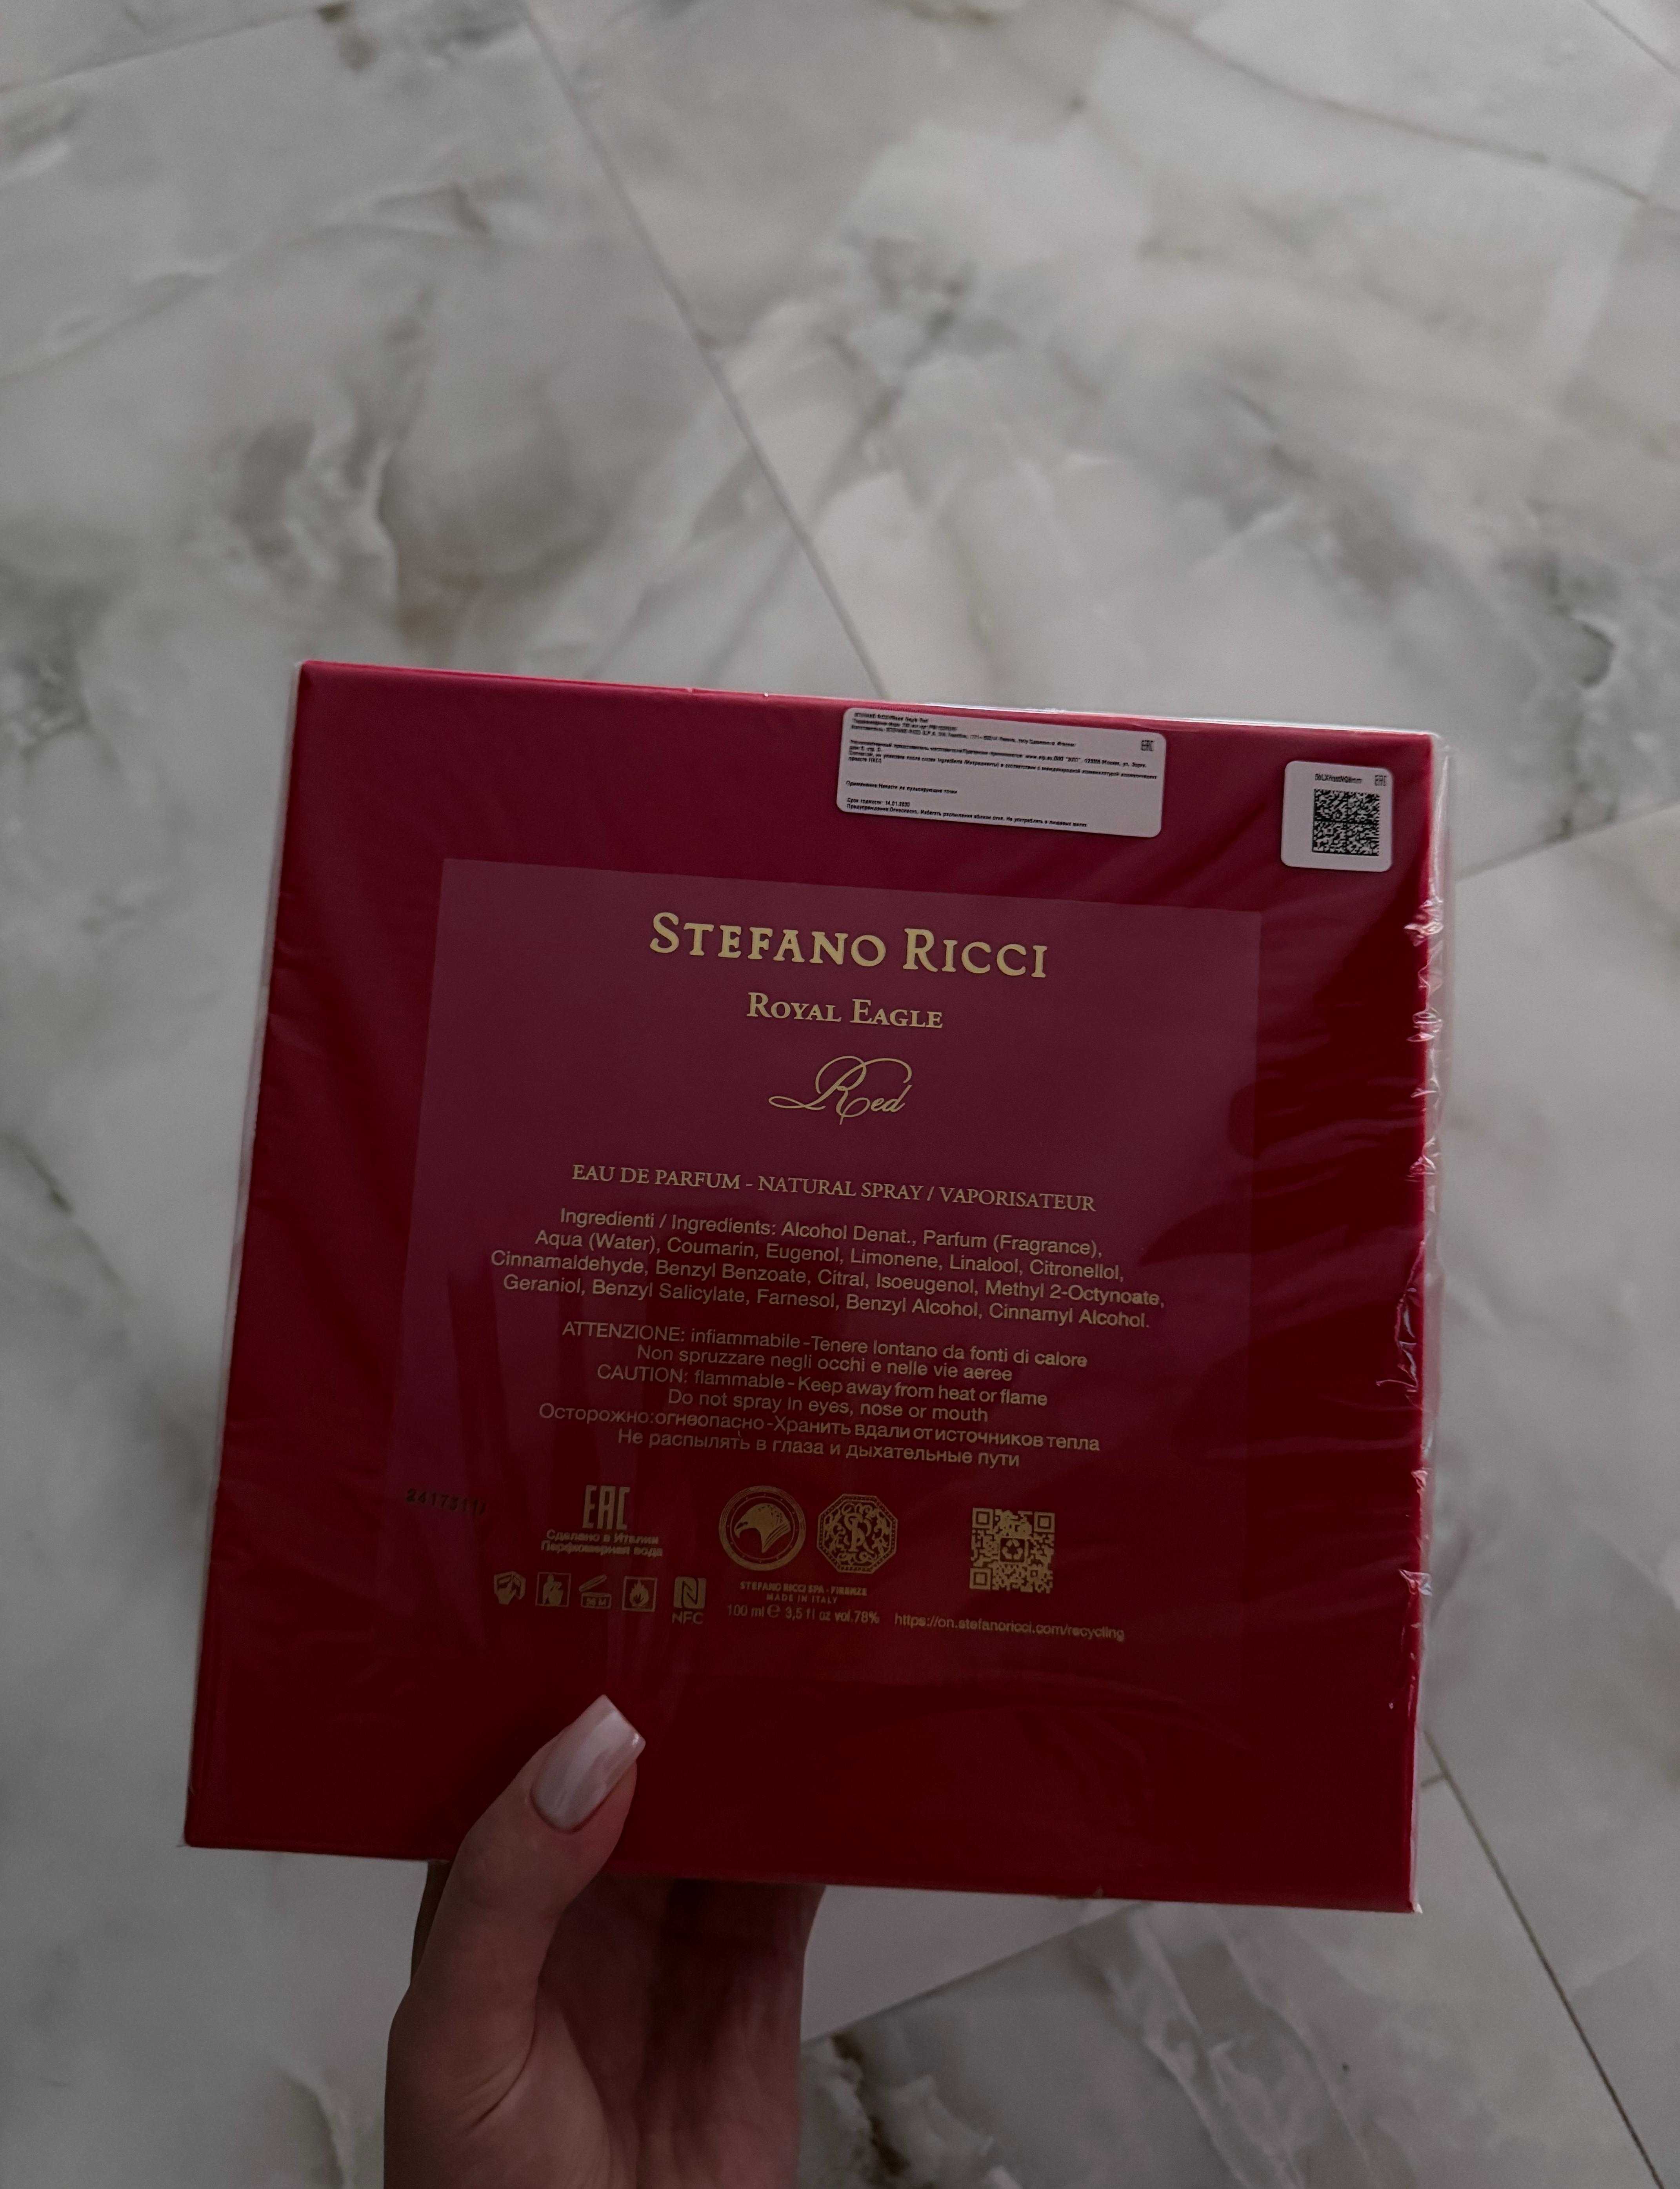 STEFANO RICCI
ROYAL EAGLE
Red
EAU DE PARFUM - NATURAL SPRAY / VAPORISATEUR
Ingredienti / Ingredients: Alcohol Denat., Parfum (Fragrance),
Aqua (Water), Coumarin, Eugenol, Limonene, Linalool, Citronellol,
Cinnamaldehyde, Benzyl Benzoate, Citral, Isoeugenol, Methyl 2-Octynoate,
Geraniol, Benzyl Salicylate, Farnesol, Benzyl Alcohol, Cinnamyl Alcohol.
ATTENZIONE: infiammabile-Tenere lontano da fonti di calore
Non spruzzare negli occhi e nelle vie aeree
CAUTION: flammable-Keep away from heat or flame
Do not spray in eyes, nose or mouth
Осторожно:огнеопасно-Хранить вдали от источников тепла
Не распылять в глаза и дыхательные пути
EAC
Сделано в Италии
Парфюмерная вода
NFC
STEFANO RICCI SPA - FIRENZE
MADE IN ITALY
100 ml e 3,5 fl oz vol.78%
https://on.stefanoricci.com/recycling